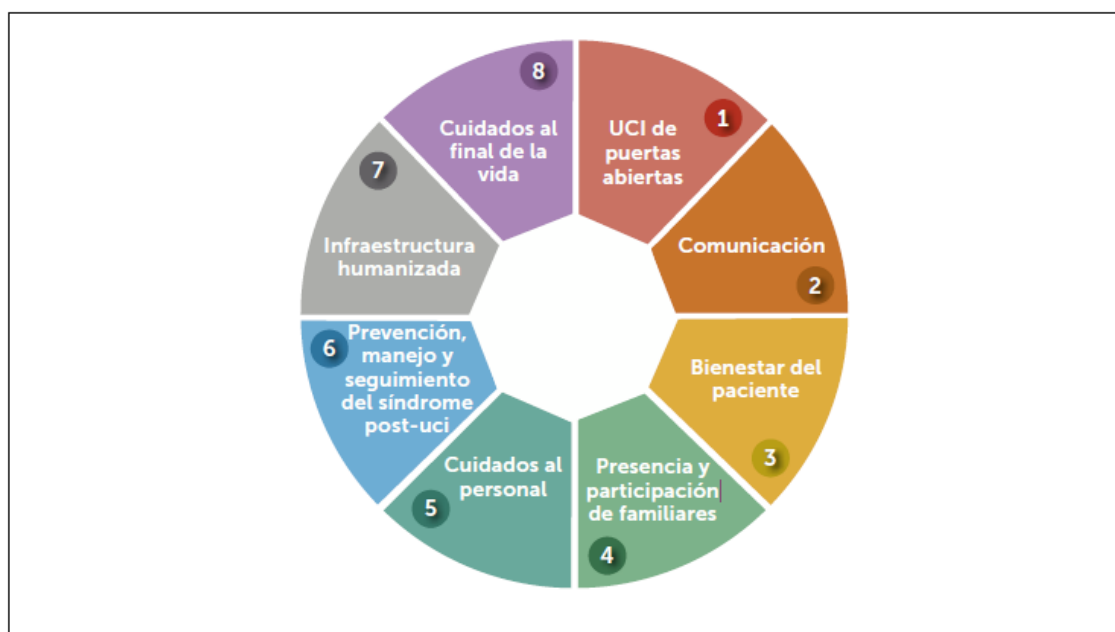 1
UCI de
puertas
abiertas
Comunicación
2
Bienestar del
paciente
3
Presencia y
participación
de familiares
4
Cuidados al
personal
5
6
Prevención,
manejo y
seguimiento
del síndrome
post-uci
7
Infraestructura
humanizada
8
Cuidados al
final de la
vida